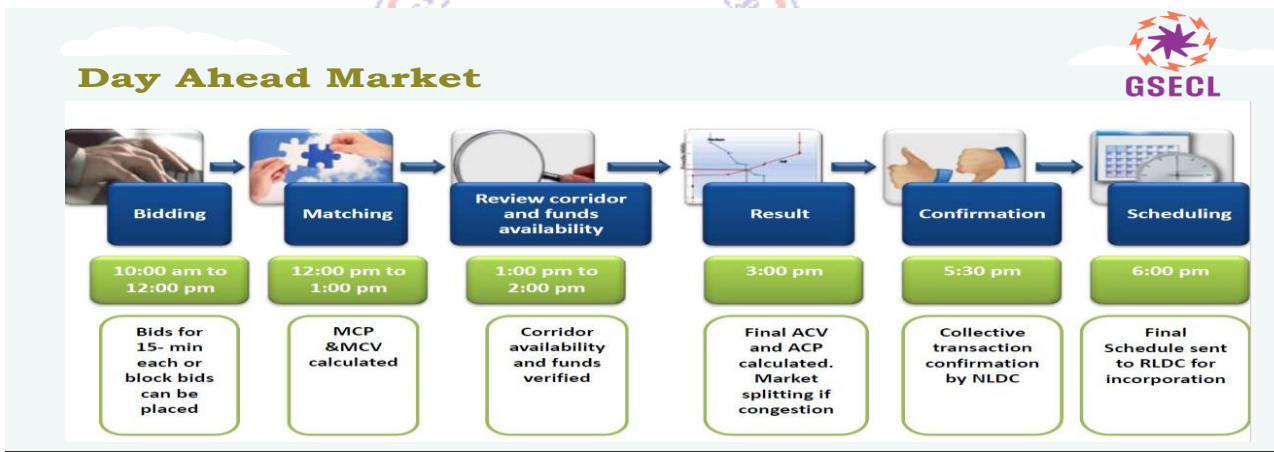 Day Ahead Market
GSECL
Bidding
Matching
Review corridor
and funds
availability
Result
Confirmation
Scheduling
10:00 am to
12:00 pm
12:00 pm to
1:00 pm
1:00 pm to
2:00 pm
3:00 pm
5:30 pm
6:00 pm
Bids for
15- min
each or
block bids
can be
placed
MCP
&MCV
calculated
Corridor
availability
and funds
verified
Final ACV
and ACP
calculated.
Market
splitting if
congestion
Collective
transaction
confirmation
by NLDC
Final
Schedule sent
to RLDC for
incorporation